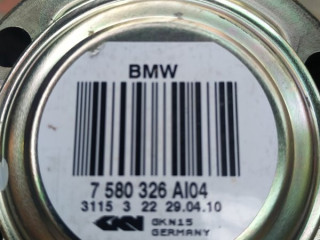 BMW
7 580 326 AI04
3115 3 22 29.04.10
GKN GKN15
GERMANY